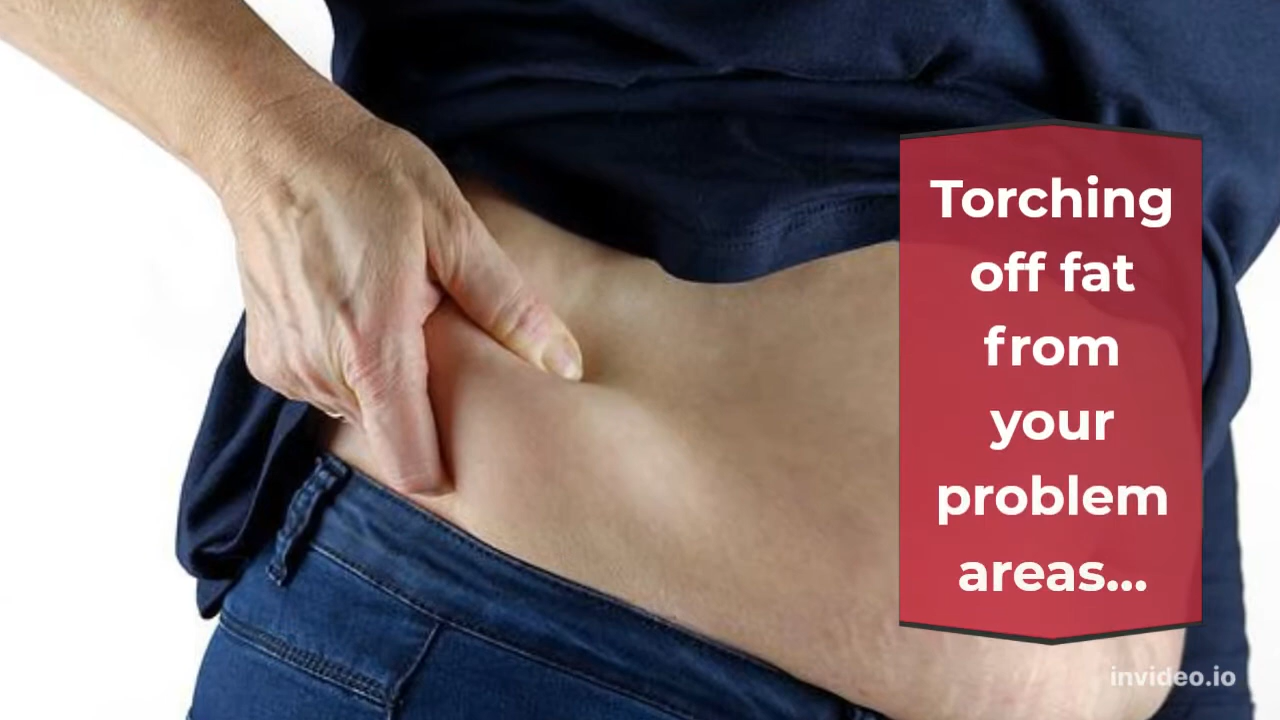 Torching
off fat
from
your
problem
areas...
invideo.io